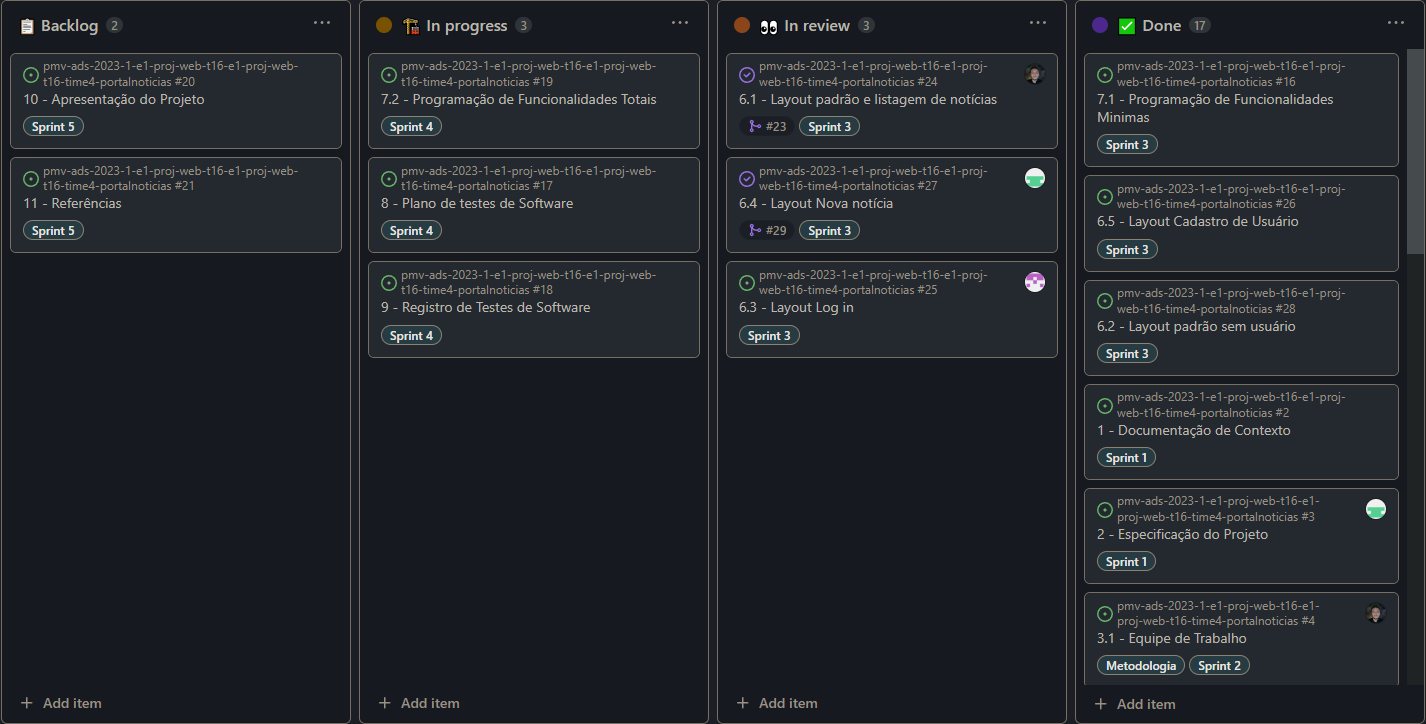 Backlog 2
pmv-ads-2023-1-e1-proj-web-t16-e1-proj-web-
t16-time4-portalnoticias #20
10 - Apresentação do Projeto
Sprint 5
pmv-ads-2023-1-e1-proj-web-t16-e1-proj-web-
t16-time4-portalnoticias #21
11 - Referências
Sprint 5
Add item
In progress 3
pmv-ads-2023-1-e1-proj-web-t16-e1-proj-web-
t16-time4-portalnoticias #19
7.2 - Programação de Funcionalidades Totais
Sprint 4
pmv-ads-2023-1-e1-proj-web-t16-e1-proj-web-
t16-time4-portalnoticias #17
8 - Plano de testes de Software
Sprint 4
pmv-ads-2023-1-e1-proj-web-t16-e1-proj-web-
t16-time4-portalnoticias #18
9 - Registro de Testes de Software
Sprint 4
Add item
In review 3
pmv-ads-2023-1-e1-proj-web-t16-e1-proj-
web-t16-time4-portalnoticias #24
6.1 - Layout padrão e listagem de notícias
#23 Sprint 3
pmv-ads-2023-1-e1-proj-web-t16-e1-proj-
web-t16-time4-portalnoticias #27
6.4 - Layout Nova notícia
#29 Sprint 3
pmv-ads-2023-1-e1-proj-web-t16-e1-proj-
web-t16-time4-portalnoticias #25
6.3 - Layout Log in
Sprint 3
Add item
Done 17
pmv-ads-2023-1-e1-proj-web-t16-e1-proj-
web-t16-time4-portalnoticias #16
7.1 - Programação de Funcionalidades
Minimas
Sprint 3
pmv-ads-2023-1-e1-proj-web-t16-e1-proj-
web-t16-time4-portalnoticias #26
6.5 - Layout Cadastro de Usuário
Sprint 3
pmv-ads-2023-1-e1-proj-web-t16-e1-proj-
web-t16-time4-portalnoticias #28
6.2 - Layout padrão sem usuário
Sprint 3
pmv-ads-2023-1-e1-proj-web-t16-e1-proj-
web-t16-time4-portalnoticias #2
1 - Documentação de Contexto
Sprint 1
pmv-ads-2023-1-e1-proj-web-t16-e1-
proj-web-t16-time4-portalnoticias #3
2 - Especificação do Projeto
Sprint 1
pmv-ads-2023-1-e1-proj-web-t16-e1-
proj-web-t16-time4-portalnoticias #4
3.1 - Equipe de Trabalho
Metodologia Sprint 2
Add item